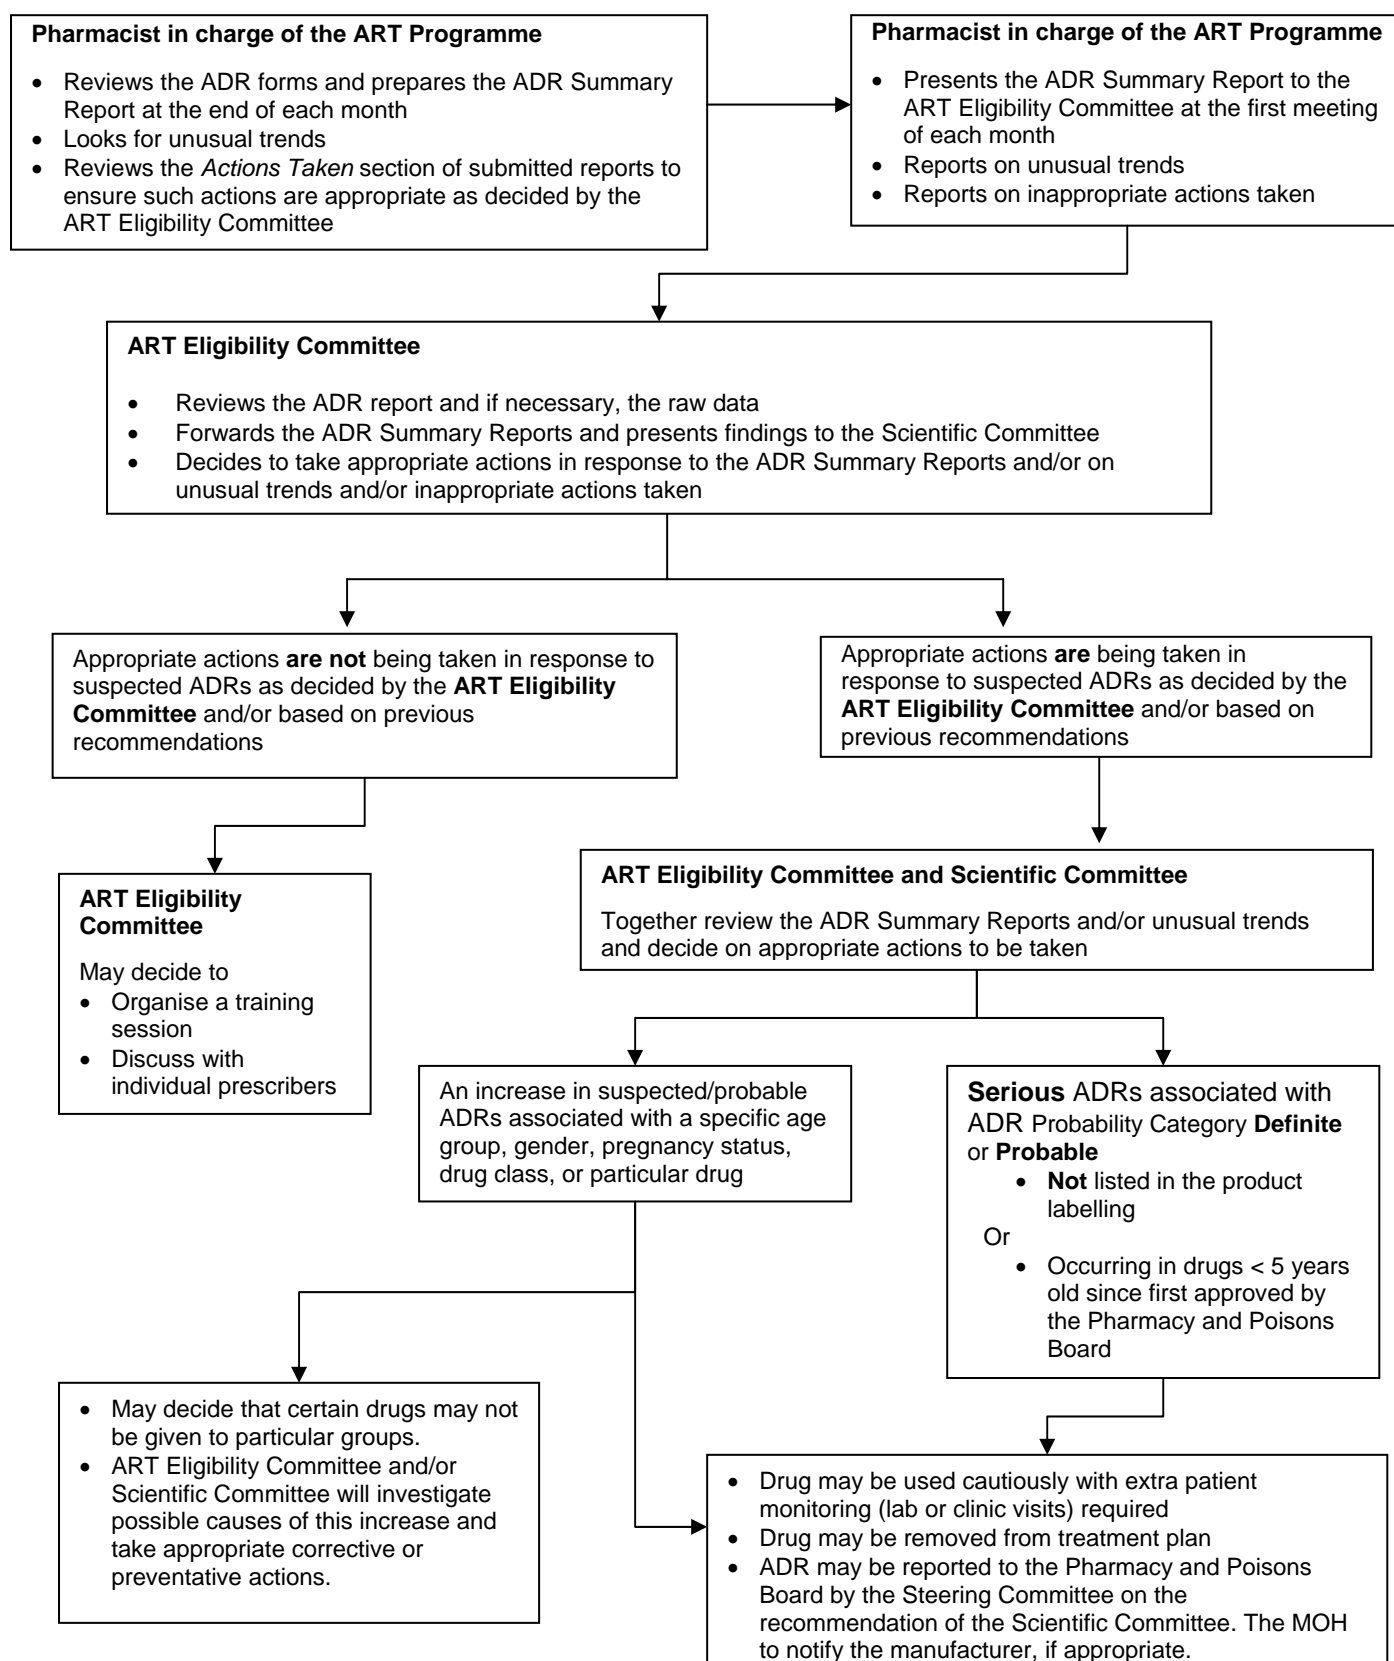 Pharmacist in charge of the ART Programme
• Reviews the ADR forms and prepares the ADR Summary
Report at the end of each month
• Looks for unusual trends
• Reviews the Actions Taken section of submitted reports to
ensure such actions are appropriate as decided by the
ART Eligibility Committee
Pharmacist in charge of the ART Programme
• Presents the ADR Summary Report to the
ART Eligibility Committee at the first meeting
of each month
• Reports on unusual trends
• Reports on inappropriate actions taken
ART Eligibility Committee
• Reviews the ADR report and if necessary, the raw data
• Forwards the ADR Summary Reports and presents findings to the Scientific Committee
• Decides to take appropriate actions in response to the ADR Summary Reports and/or on
unusual trends and/or inappropriate actions taken
Appropriate actions are not being taken in response to
suspected ADRs as decided by the ART Eligibility
Committee and/or based on previous
recommendations
Appropriate actions are being taken in
response to suspected ADRs as decided by the
ART Eligibility Committee and/or based on
previous recommendations
ART Eligibility
Committee
May decide to
• Organise a training
session
• Discuss with
individual prescribers
ART Eligibility Committee and Scientific Committee
Together review the ADR Summary Reports and/or unusual trends
and decide on appropriate actions to be taken
An increase in suspected/probable
ADRs associated with a specific age
group, gender, pregnancy status,
drug class, or particular drug
Serious ADRs associated with
ADR Probability Category Definite
or Probable
• Not listed in the product
labelling
Or
• Occurring in drugs < 5 years
old since first approved by
the Pharmacy and Poisons
Board
• May decide that certain drugs may not
be given to particular groups.
• ART Eligibility Committee and/or
Scientific Committee will investigate
possible causes of this increase and
take appropriate corrective or
preventative actions.
• Drug may be used cautiously with extra patient
monitoring (lab or clinic visits) required
• Drug may be removed from treatment plan
• ADR may be reported to the Pharmacy and Poisons
Board by the Steering Committee on the
recommendation of the Scientific Committee. The MOH
to notify the manufacturer, if appropriate.